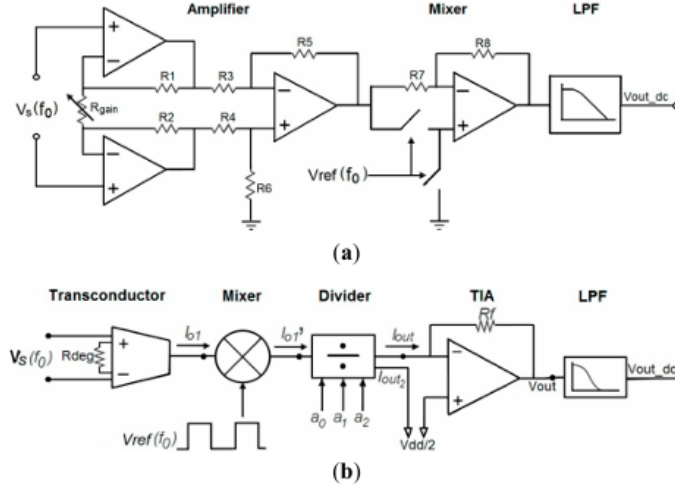 Amplifier Mixer LPF
R5 R8
R1 R3 R7
Vs(f0) Rgain Vout_dc
R2 R4
R6 Vref(f0)
(a)
Transconductor Mixer Divider TIA LPF
Rf
Io1 Io1' Iout
Vs(f0) Rdeg
Iout2 Vout Vout_dc
a0 a1 a2
Vref(f0) Vdd/2
(b)